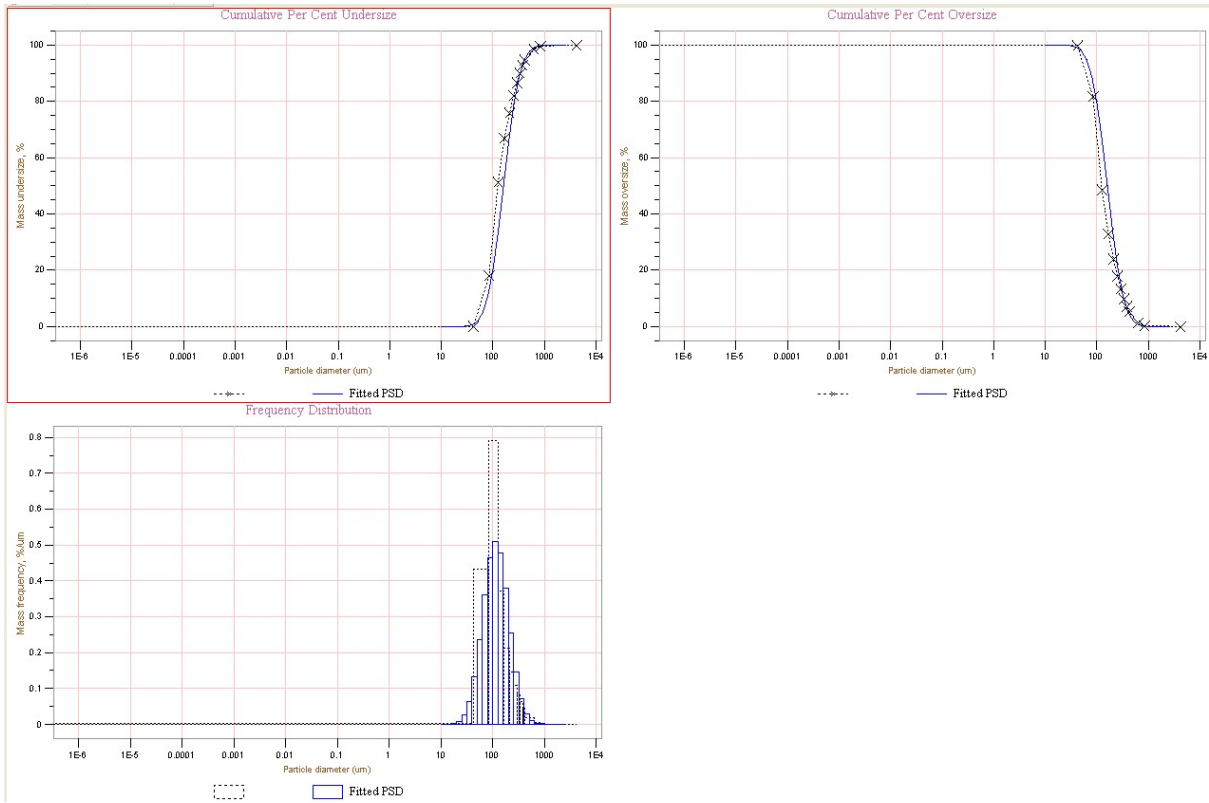 Cumulative Per Cent Undersize
Mass undersize, %
100
80
60
40
20
0
1E-6 1E-5 0.0001 0.001 0.01 0.1 1 10 100 1000 1E4
Particle diameter (um)
Fitted PSD
Cumulative Per Cent Oversize
Mass oversize, %
100
80
60
40
20
0
1E-6 1E-5 0.0001 0.001 0.01 0.1 1 10 100 1000 1E4
Particle diameter (um)
Fitted PSD
Frequency Distribution
Mass frequency, %/um
0.8
0.7
0.6
0.5
0.4
0.3
0.2
0.1
0
1E-6 1E-5 0.0001 0.001 0.01 0.1 1 10 100 1000 1E4
Particle diameter (um)
Fitted PSD